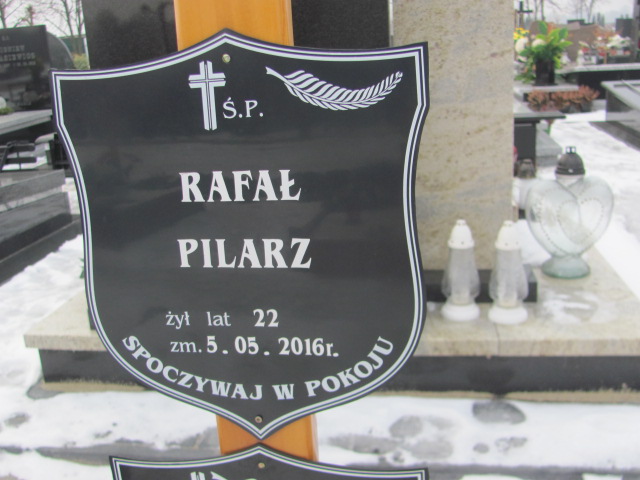 Ś.P.
RAFAŁ
PILARZ
żył lat 22
zm. 5. 05. 2016r.
SPOCZYWAJ W POKOJU